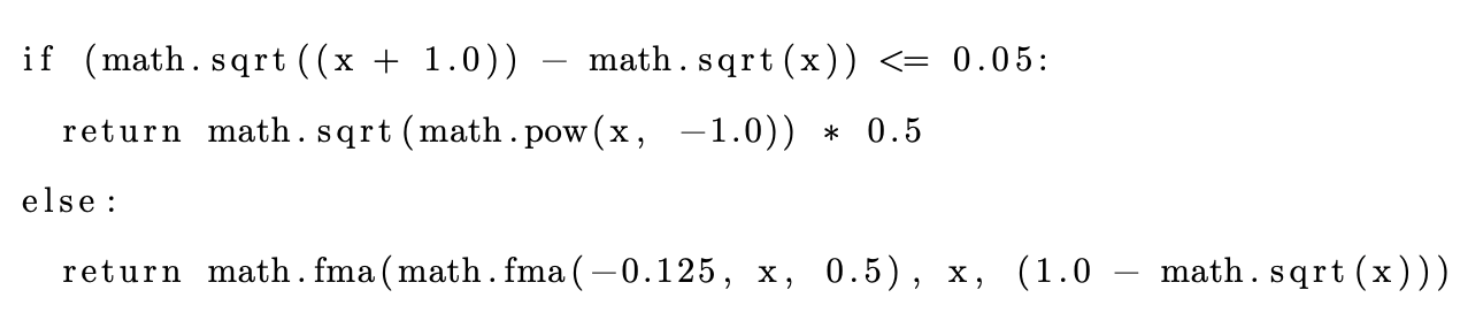 if (math.sqrt((x + 1.0)) − math.sqrt(x)) <= 0.05:
  return math.sqrt(math.pow(x, −1.0)) * 0.5
else:
  return math.fma(math.fma(−0.125, x, 0.5), x, (1.0 − math.sqrt(x)))